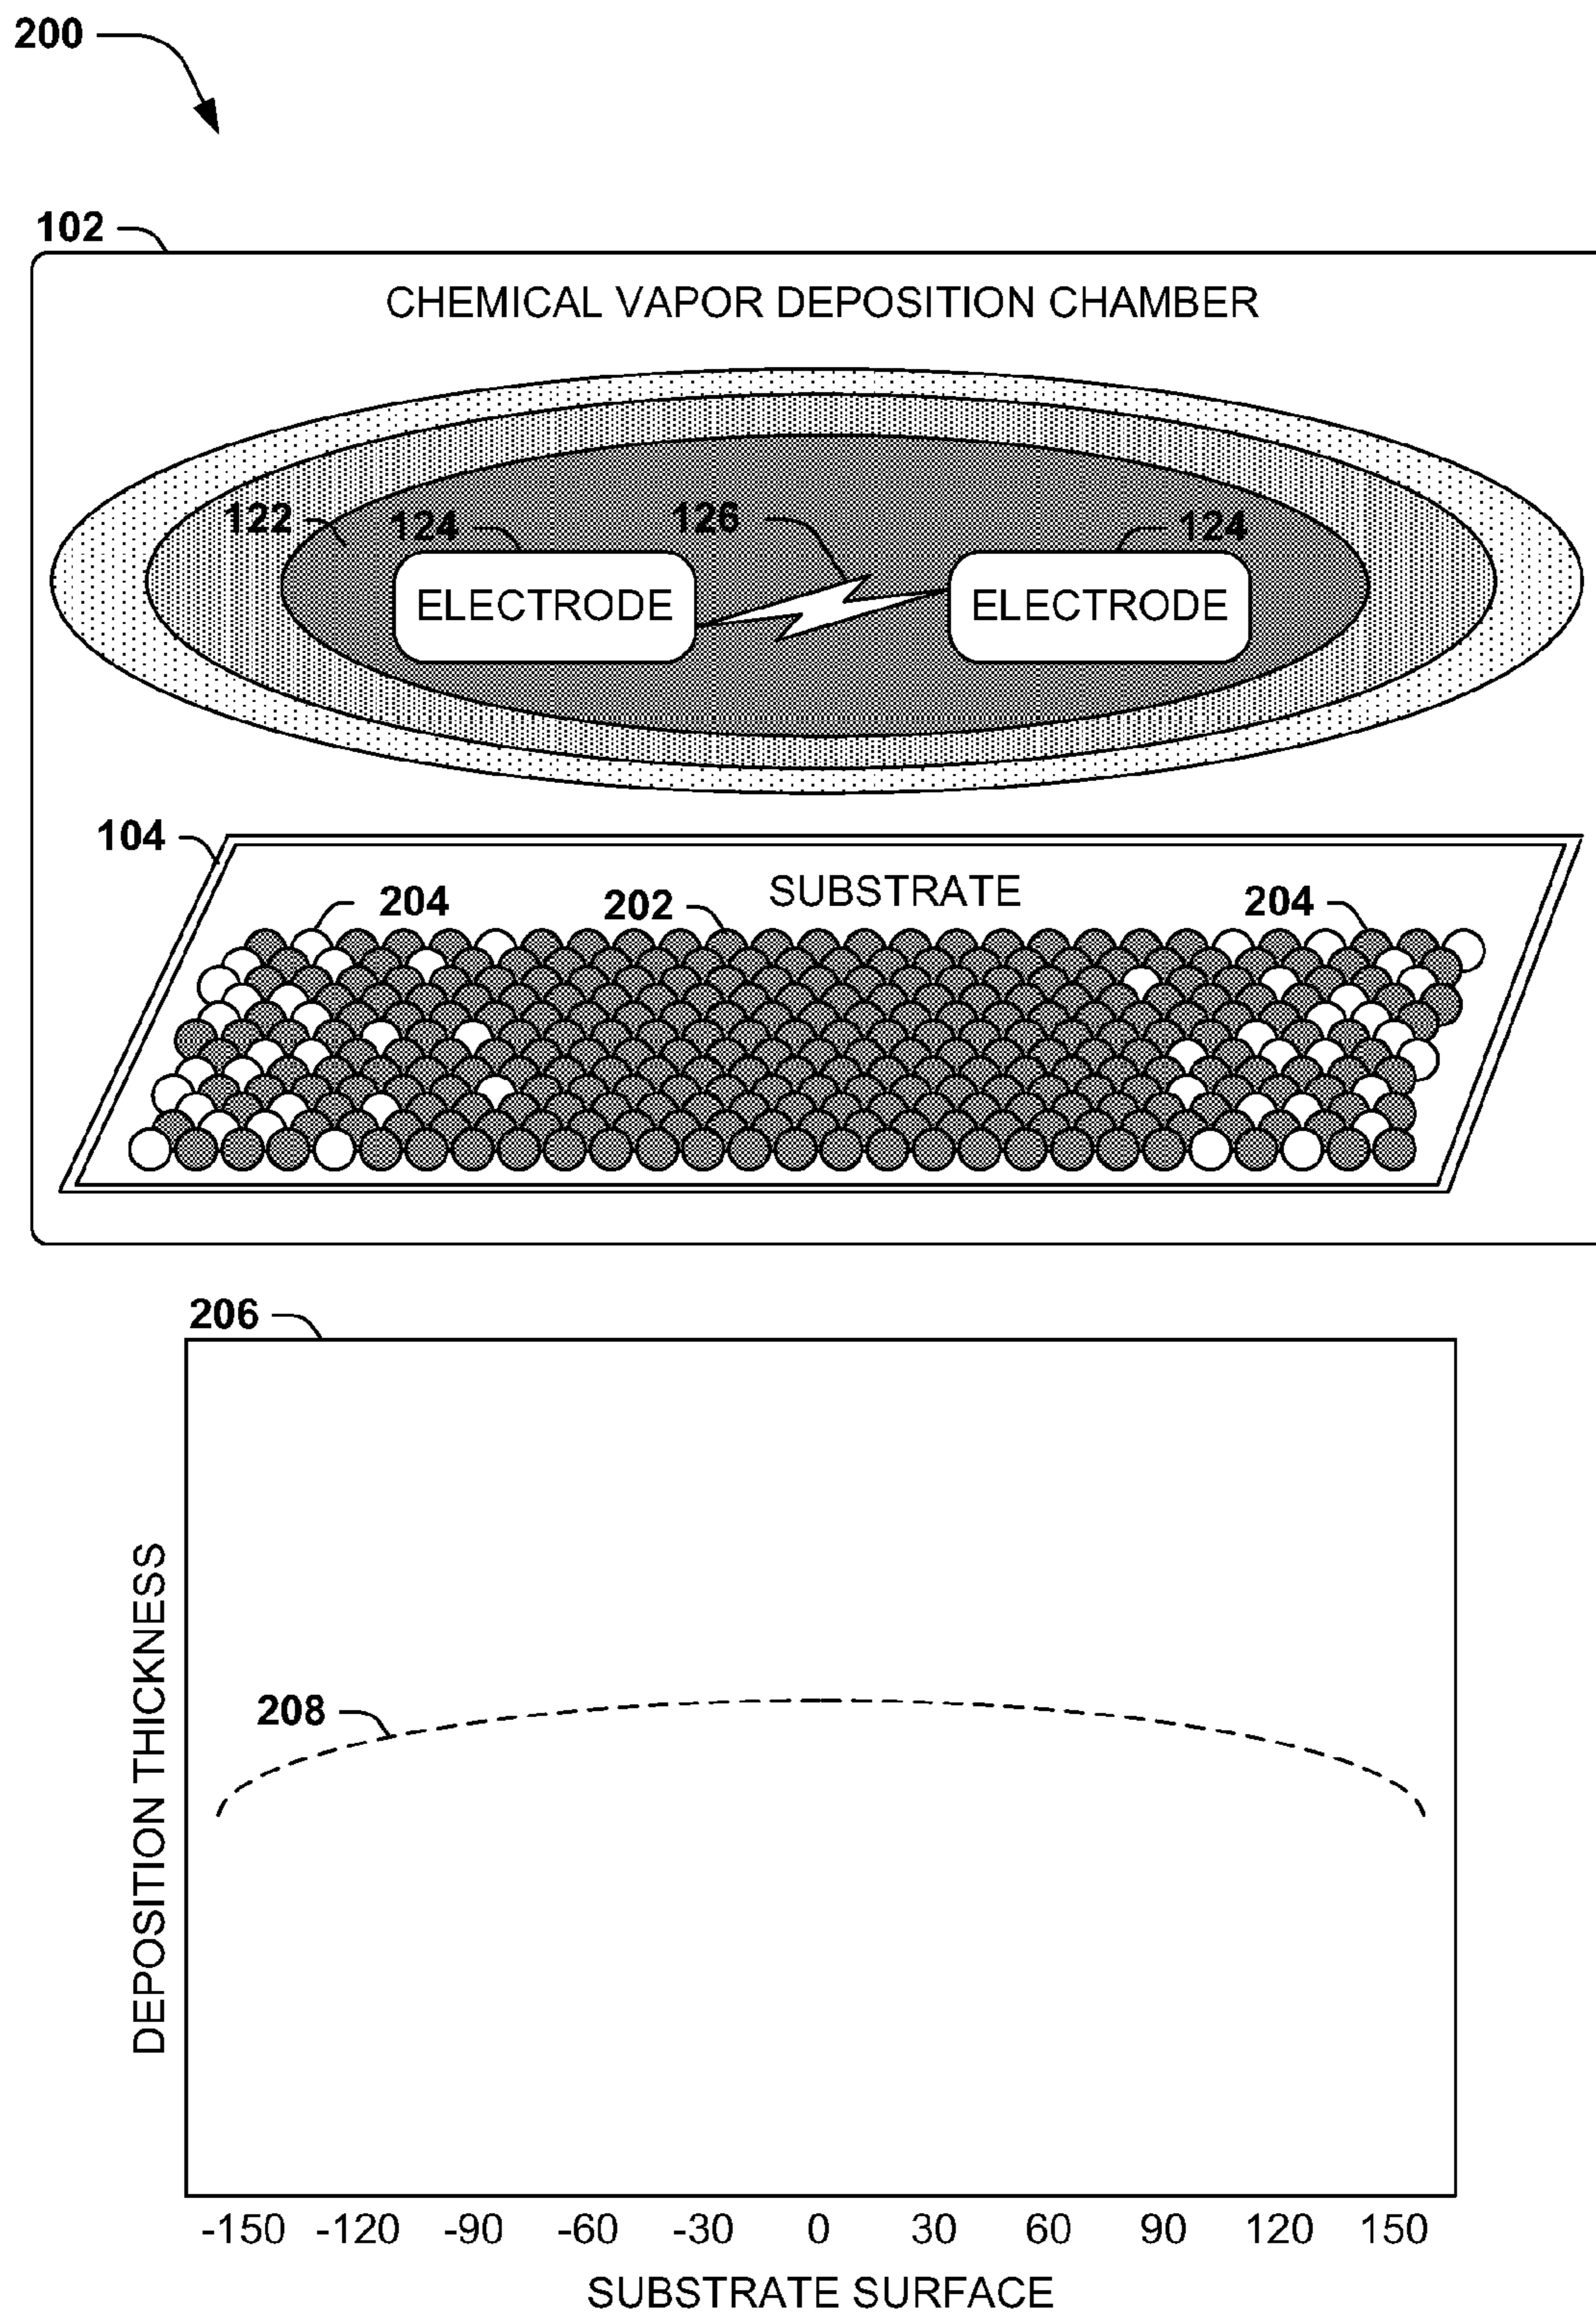 200
102
CHEMICAL VAPOR DEPOSITION CHAMBER
122 124 126 124
ELECTRODE ELECTRODE
104
SUBSTRATE
204 202 204
206
DEPOSITION THICKNESS
208
-150 -120 -90 -60 -30 0 30 60 90 120 150
SUBSTRATE SURFACE